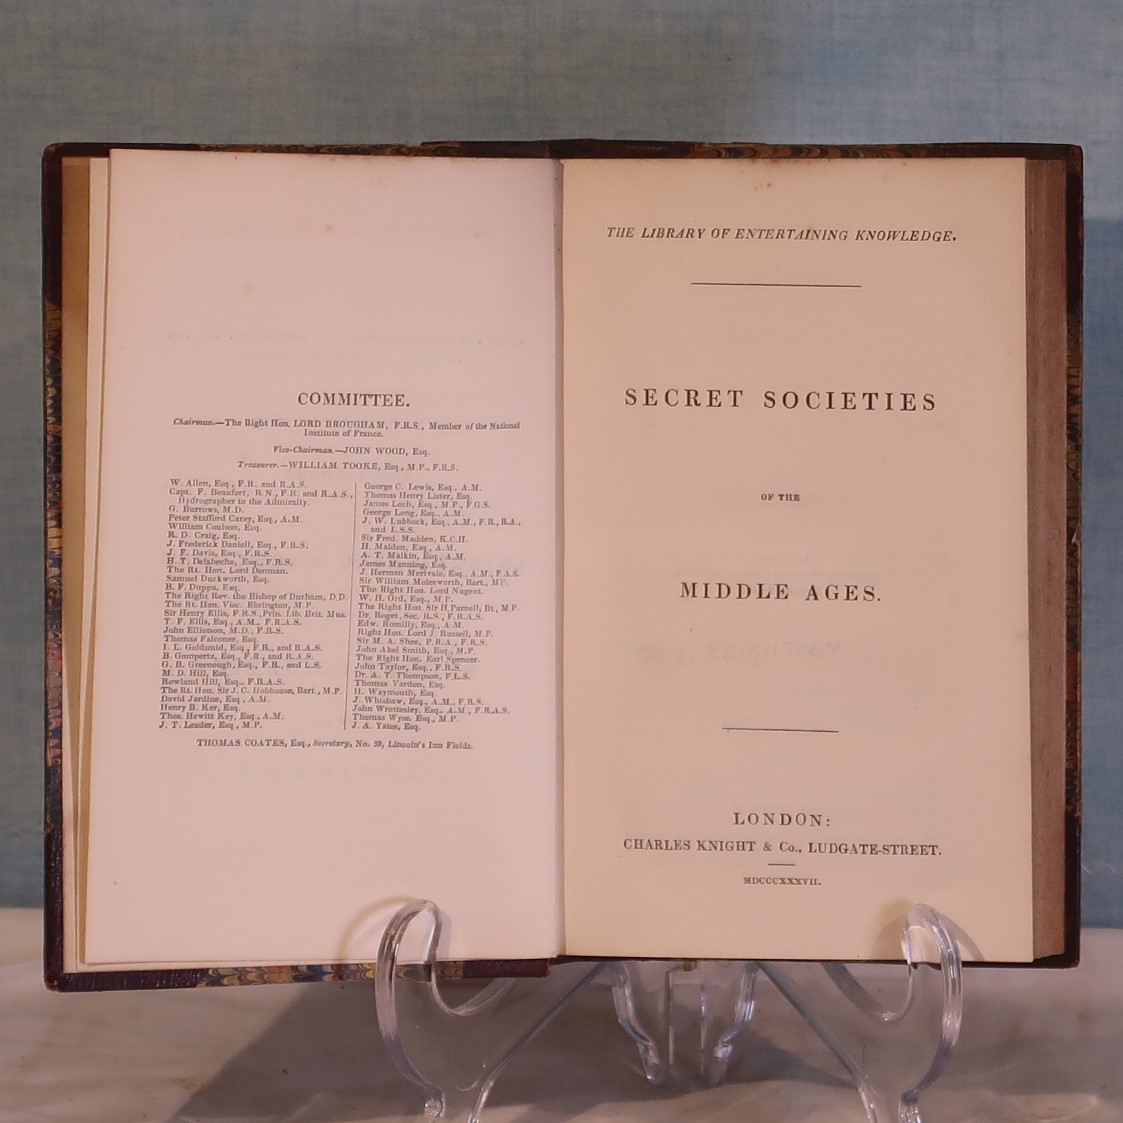 COMMITTEE.
Chairman.—The Right Hon. LORD BROUGHAM, F.R.S., Member of the National
Institute of France.
Vice-Chairman.—JOHN WOOD, Esq.
Treasurer.—WILLIAM TOOKE, Esq., M.P., F.R.S.
W. Allen, Esq., F.R. and R.A.S.
Capt. F. Beaufort, R.N., F.R. and R.A.S.,
Hydrographer to the Admiralty.
G. Burrows, M.D.
Peter Stafford Carey, Esq., A.M.
William Coulson, Esq.
R. D. Craig, Esq.
J. Frederick Daniell, Esq., F.R.S.
J. F. Davis, Esq., F.R.S.
H. T. Delabeche, Esq., F.R.S.
The Rt. Hon. Lord Denman.
Samuel Duckworth, Esq.
B. F. Duppa, Esq.
The Right Rev. the Bishop of Durham, D.D.
The Rt. Hon. Visc. Ebrington, M.P.
Sir Henry Ellis, F.R.S., Prin. Lib. Brit. Mus.
T. F. Ellis, Esq., A.M., F.R.A.S.
John Elliotson, M.D., F.R.S.
Thomas Falconer, Esq.
I. L. Goldsmid, Esq., F.R., and R.A.S.
B. Gompertz, Esq., F.R., and R.A.S.
G. B. Greenough, Esq., F.R., and L.S.
M. D. Hill, Esq.
Rowland Hill, Esq., F.R.A.S.
The Rt. Hon. Sir J. C. Hobhouse, Bart., M.P.
David Jardine, Esq., A.M.
Henry B. Ker, Esq.
Thos. Hewitt Key, Esq., A.M.
J. T. Leader, Esq., M.P.
George C. Lewis, Esq., A.M.
Thomas Henry Lister, Esq.
James Loch, Esq., M.P., F.G.S.
George Long, Esq., A.M.
J. W. Lubbock, Esq., A.M., F.R., R.A.,
and L.S.S.
Sir Fred. Madden, K.C.H.
H. Malden, Esq., A.M.
A. T. Malkin, Esq., A.M.
James Manning, Esq.
J. Herman Merivale, Esq., A.M., F.A.S.
Sir William Molesworth, Bart., MP.
The Right Hon. Lord Nugent.
W. H. Ord, Esq., M.P.
The Right Hon. Sir H Parnell, Bt., M.P.
Dr. Roget, Sec. R.S., F.R.A.S.
Edw. Romilly, Esq., A.M.
Right Hon. Lord J. Russell, M.P.
Sir M. A. Shee, P.R.A., F.R.S.
John Abel Smith, Esq., M.P.
The Right Hon. Earl Spencer.
John Taylor, Esq., F.R.S.
Dr. A. T. Thompson, F.L.S.
Thomas Vardon, Esq.
H. Waymouth, Esq
J. Whishaw, Esq., A.M., F.R.S.
John Wrottesley, Esq., A.M., F.R.A.S.
Thomas Wyse, Esq., M.P.
J. A. Yates, Esq.
THOMAS COATES, Esq., Secretary, No. 59, Lincoln's Inn Fields.
THE LIBRARY OF ENTERTAINING KNOWLEDGE.
SECRET SOCIETIES
OF THE
MIDDLE AGES.
LONDON:
CHARLES KNIGHT & Co., LUDGATE-STREET.
MDCCCXXXVII.